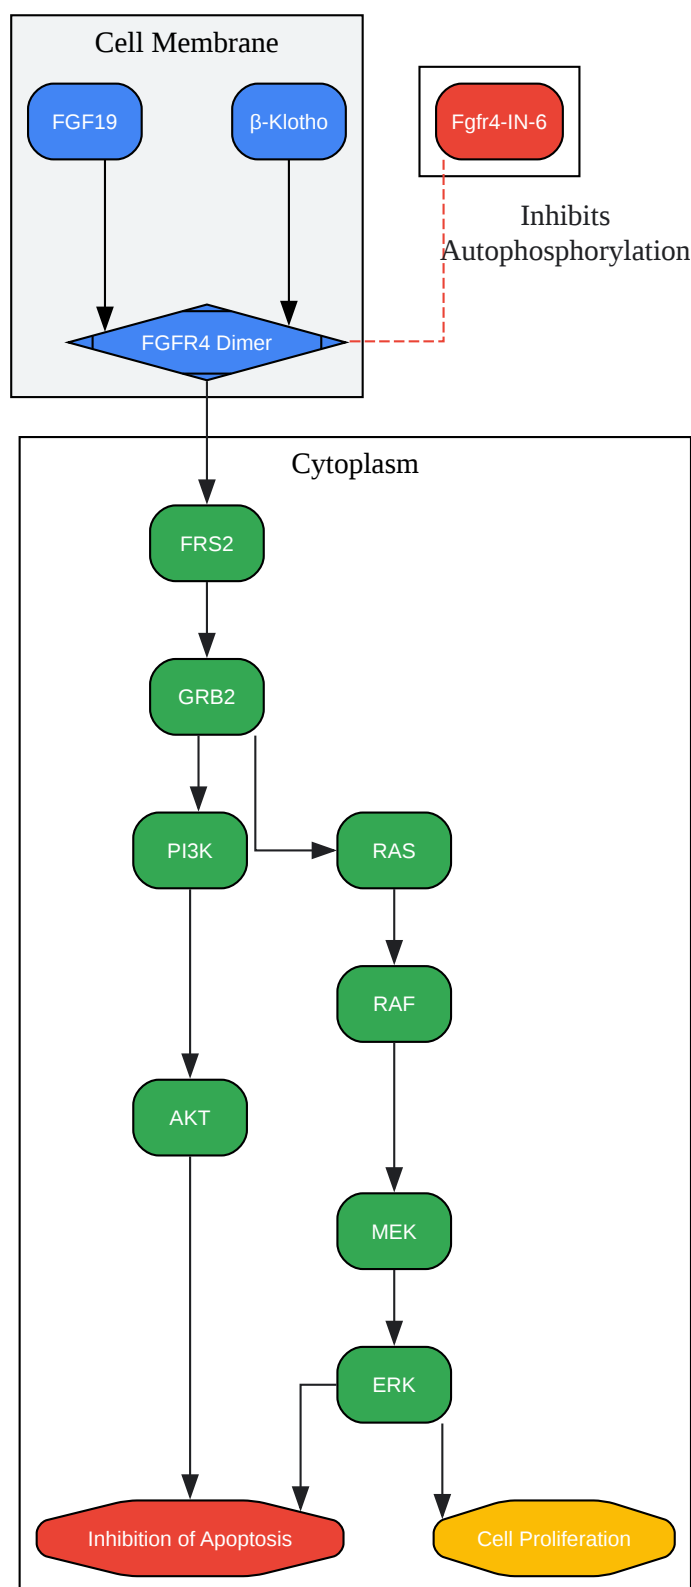 Cell Membrane
FGF19
β-Klotho
Fgfr4-IN-6
Inhibits
Autophosphorylation
FGFR4 Dimer
Cytoplasm
FRS2
GRB2
PI3K
RAS
RAF
AKT
MEK
ERK
Inhibition of Apoptosis
Cell Proliferation